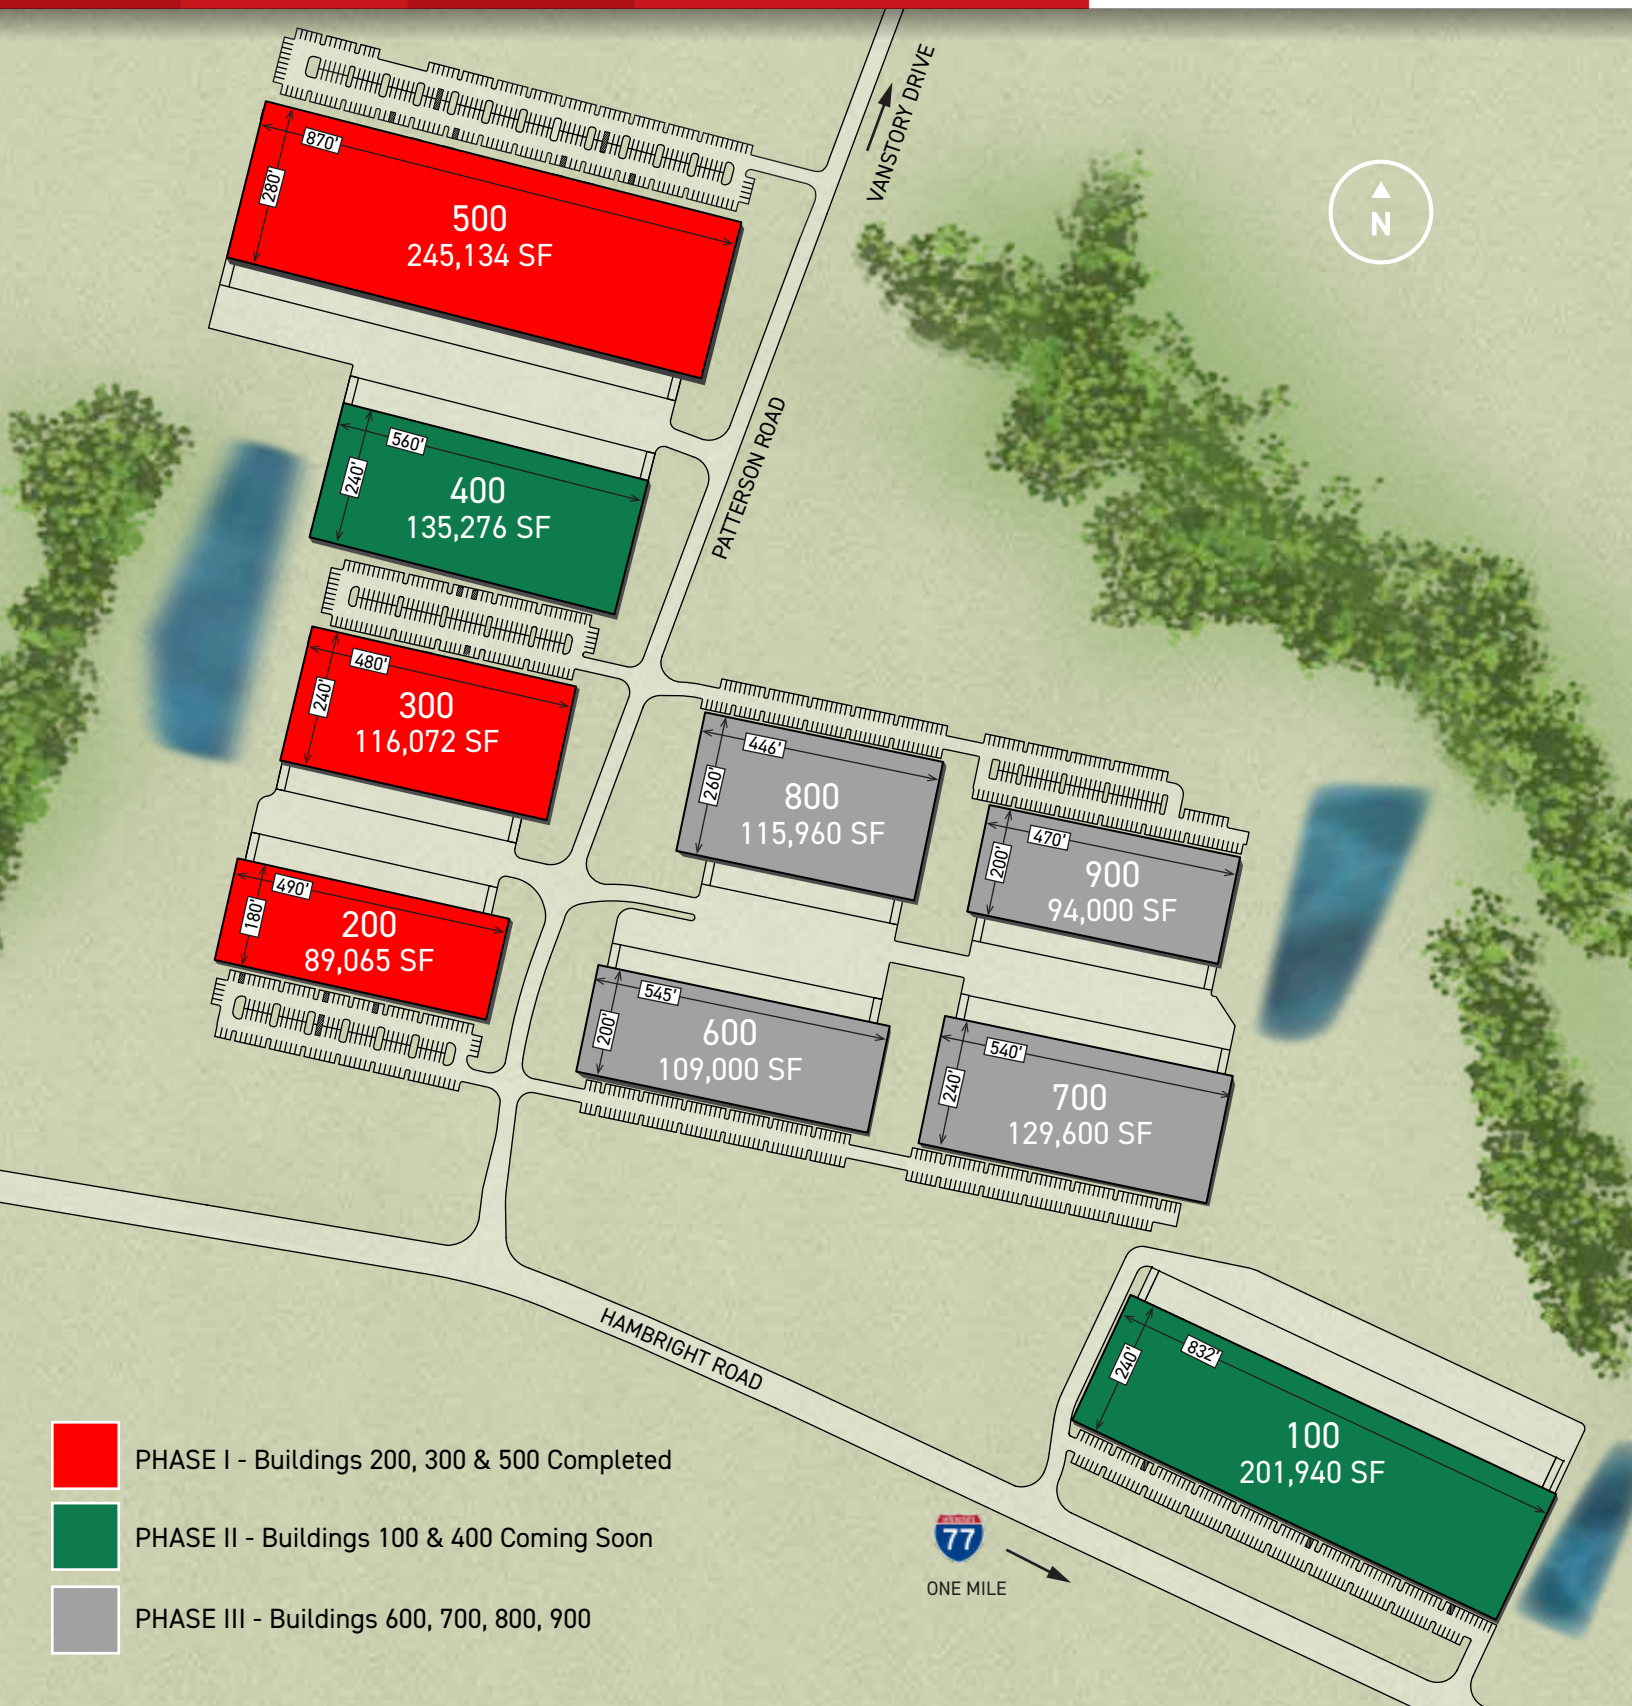 VANSTORY DRIVE
N
870'
280'
500
245,134 SF
PATTERSON ROAD
560'
240'
400
135,276 SF
480'
240'
300
116,072 SF
446'
260'
800
115,960 SF
470'
200'
900
94,000 SF
490'
180'
200
89,065 SF
545'
200'
600
109,000 SF
540'
240'
700
129,600 SF
HAMBRIGHT ROAD
832'
240'
100
201,940 SF
PHASE I - Buildings 200, 300 & 500 Completed
PHASE II - Buildings 100 & 400 Coming Soon
PHASE III - Buildings 600, 700, 800, 900
77
ONE MILE